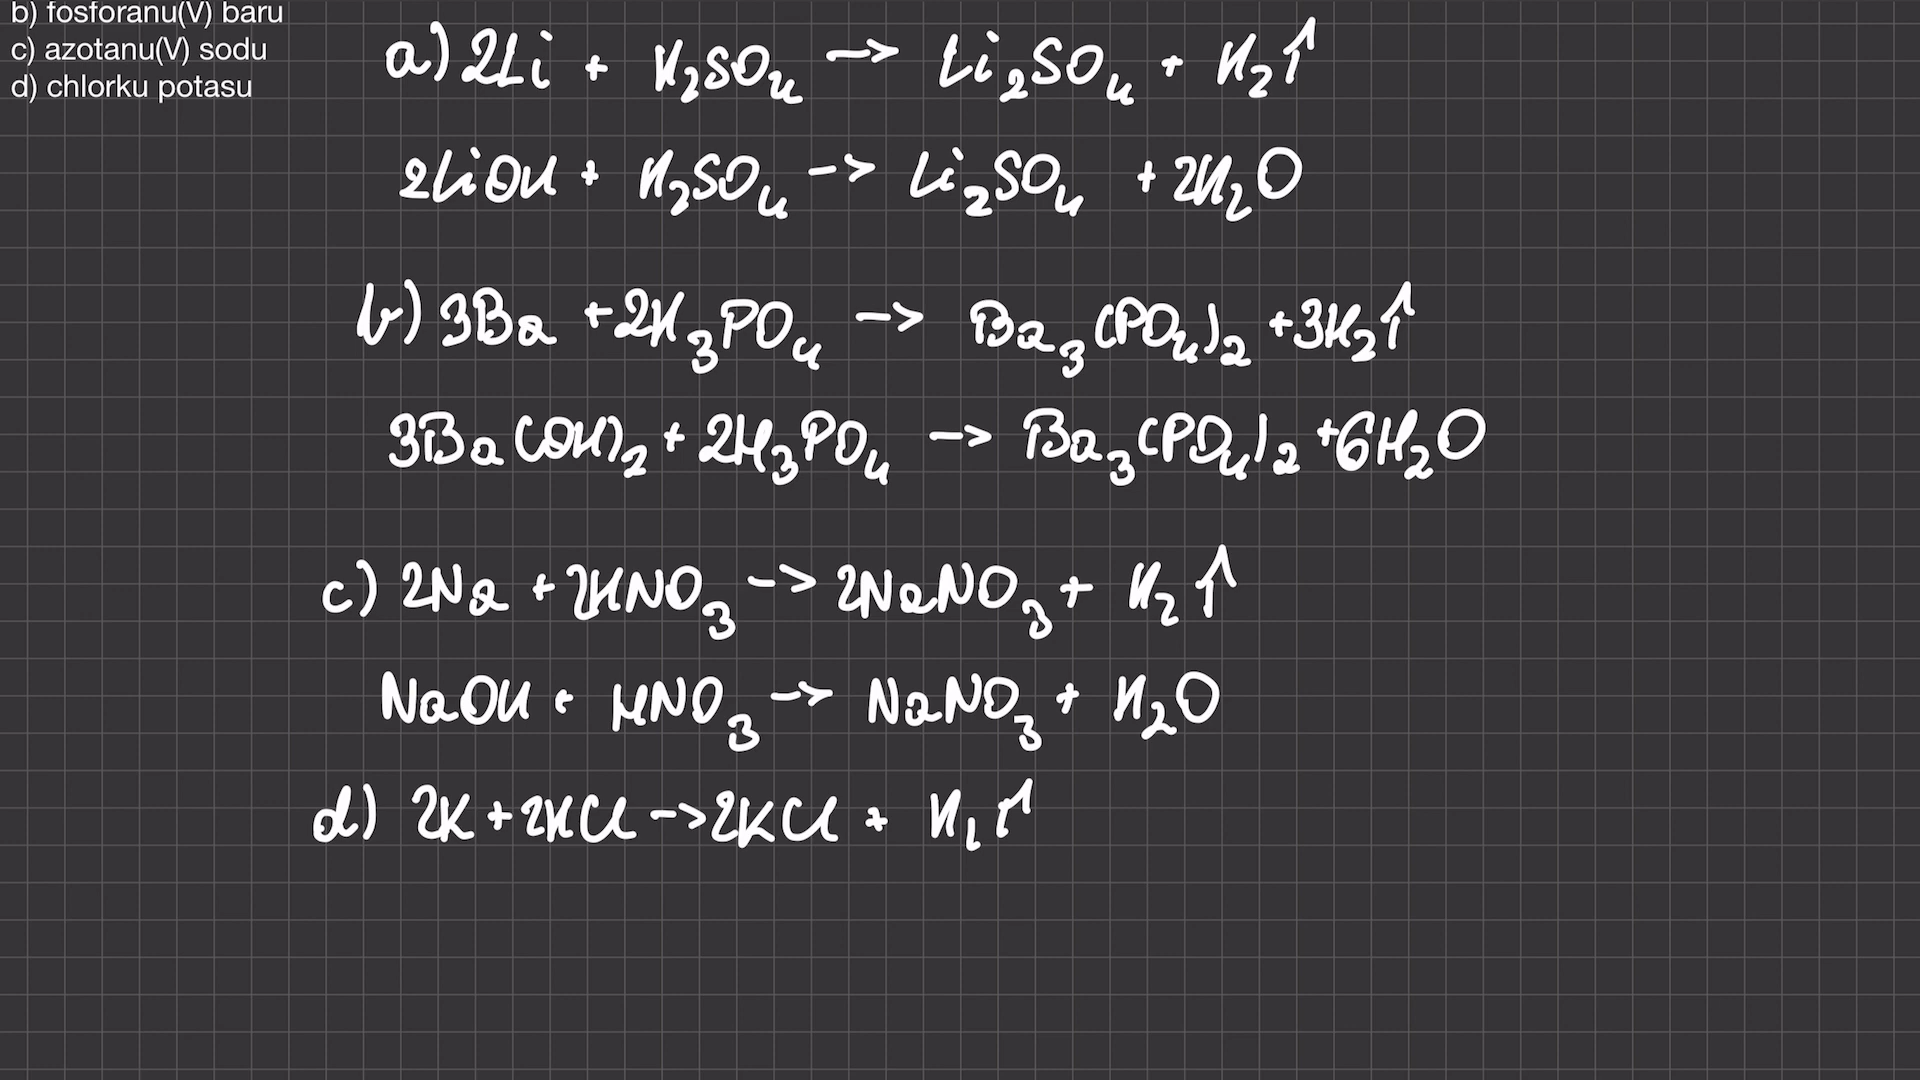 b) fosforanu(V) baru
c) azotanu(V) sodu
d) chlorku potasu
a) 2Li + H₂SO₄ -> Li₂SO₄ + H₂↑
2LiOH + H₂SO₄ -> Li₂SO₄ + 2H₂O
b) 3Ba + 2H₃PO₄ -> Ba₃(PO₄)₂ + 3H₂↑
3Ba(OH)₂ + 2H₃PO₄ -> Ba₃(PO₄)₂ + 6H₂O
c) 2Na + 2HNO₃ -> 2NaNO₃ + H₂↑
NaOH + HNO₃ -> NaNO₃ + H₂O
d) 2K + 2HCl -> 2KCl + H₂↑